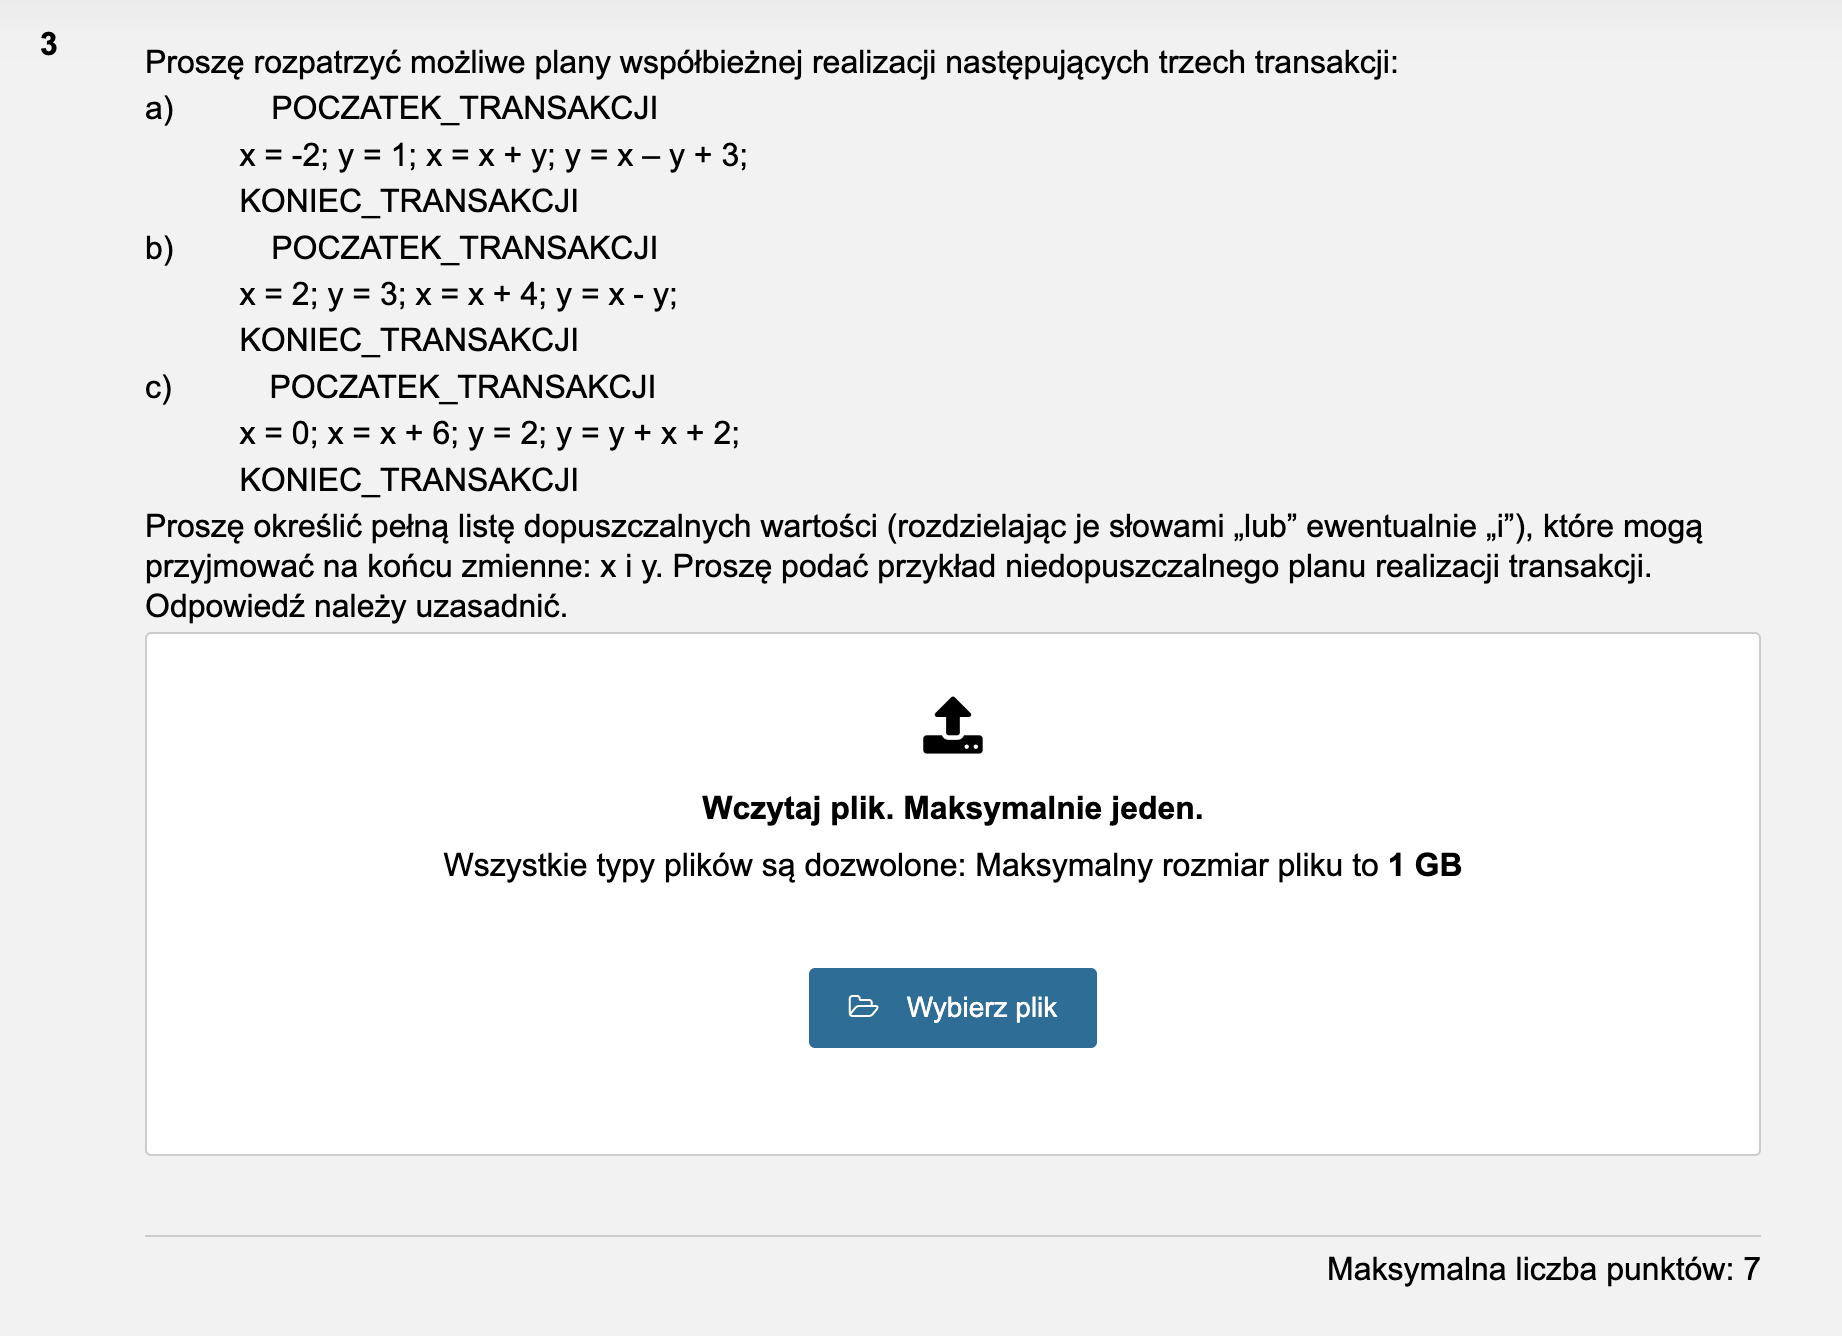 3
Proszę rozpatrzyć możliwe plany współbieżnej realizacji następujących trzech transakcji:
a) POCZATEK_TRANSAKCJI
x = -2; y = 1; x = x + y; y = x – y + 3;
KONIEC_TRANSAKCJI
b) POCZATEK_TRANSAKCJI
x = 2; y = 3; x = x + 4; y = x - y;
KONIEC_TRANSAKCJI
c) POCZATEK_TRANSAKCJI
x = 0; x = x + 6; y = 2; y = y + x + 2;
KONIEC_TRANSAKCJI
Proszę określić pełną listę dopuszczalnych wartości (rozdzielając je słowami „lub” ewentualnie „i”), które mogą
przyjmować na końcu zmienne: x i y. Proszę podać przykład niedopuszczalnego planu realizacji transakcji.
Odpowiedź należy uzasadnić.
Wczytaj plik. Maksymalnie jeden.
Wszystkie typy plików są dozwolone: Maksymalny rozmiar pliku to 1 GB
Wybierz plik
Maksymalna liczba punktów: 7